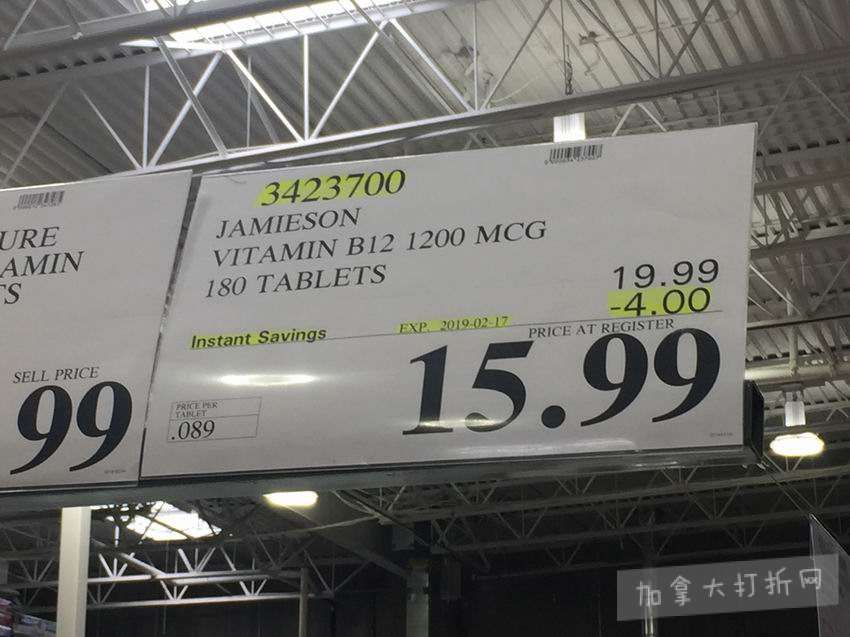 URE
AMIN
TS
SELL PRICE
99
3423700
JAMIESON
VITAMIN B12 1200 MCG
180 TABLETS
19.99
-4.00
Instant Savings
EXP. 2019-02-17
PRICE AT REGISTER
15.99
PRICE PER
TABLET
.089
加拿大打折网